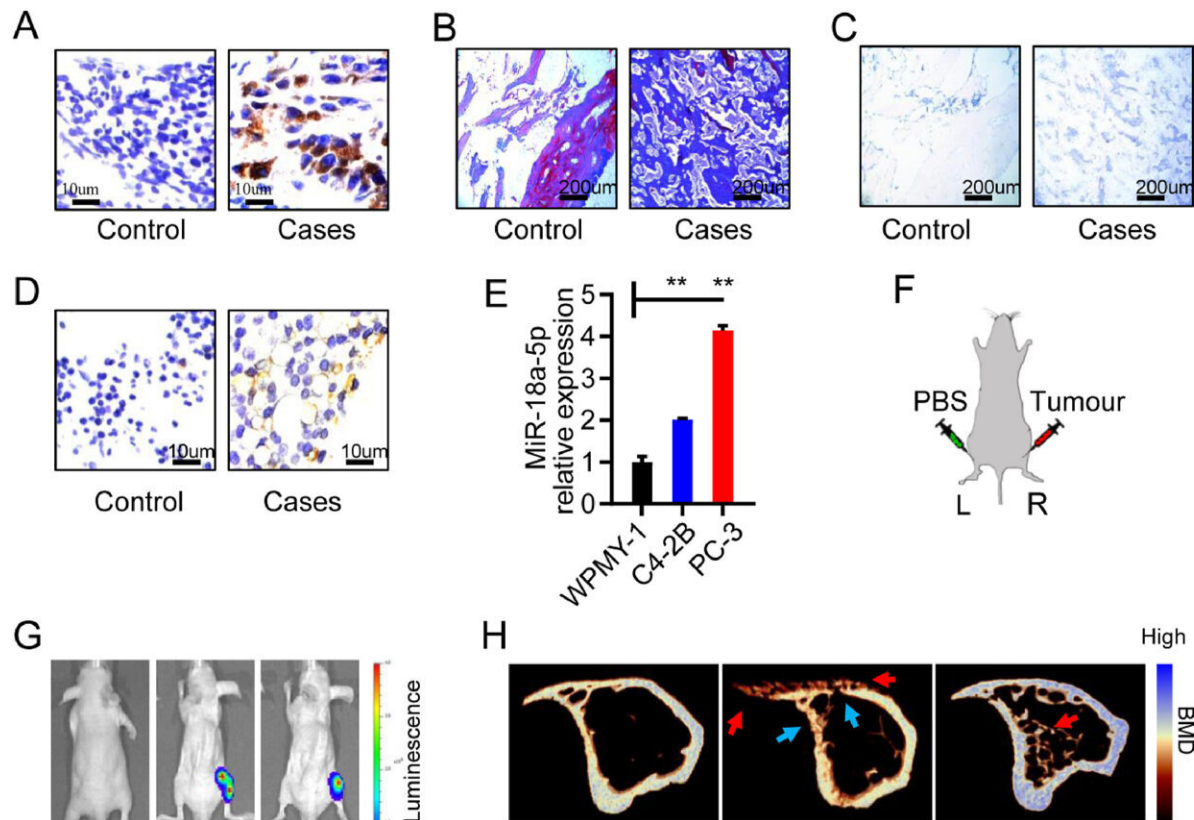 A
10um
10um
Control
Cases
B
200um
200um
Control
Cases
C
200um
200um
Control
Cases
D
10um
10um
Control
Cases
E
MiR-18a-5p
relative expression
5
4
3
2
1
0
** **
WPMY-1
C4-2B
PC-3
F
PBS
Tumour
L
R
G
Luminescence
H
High
BMD